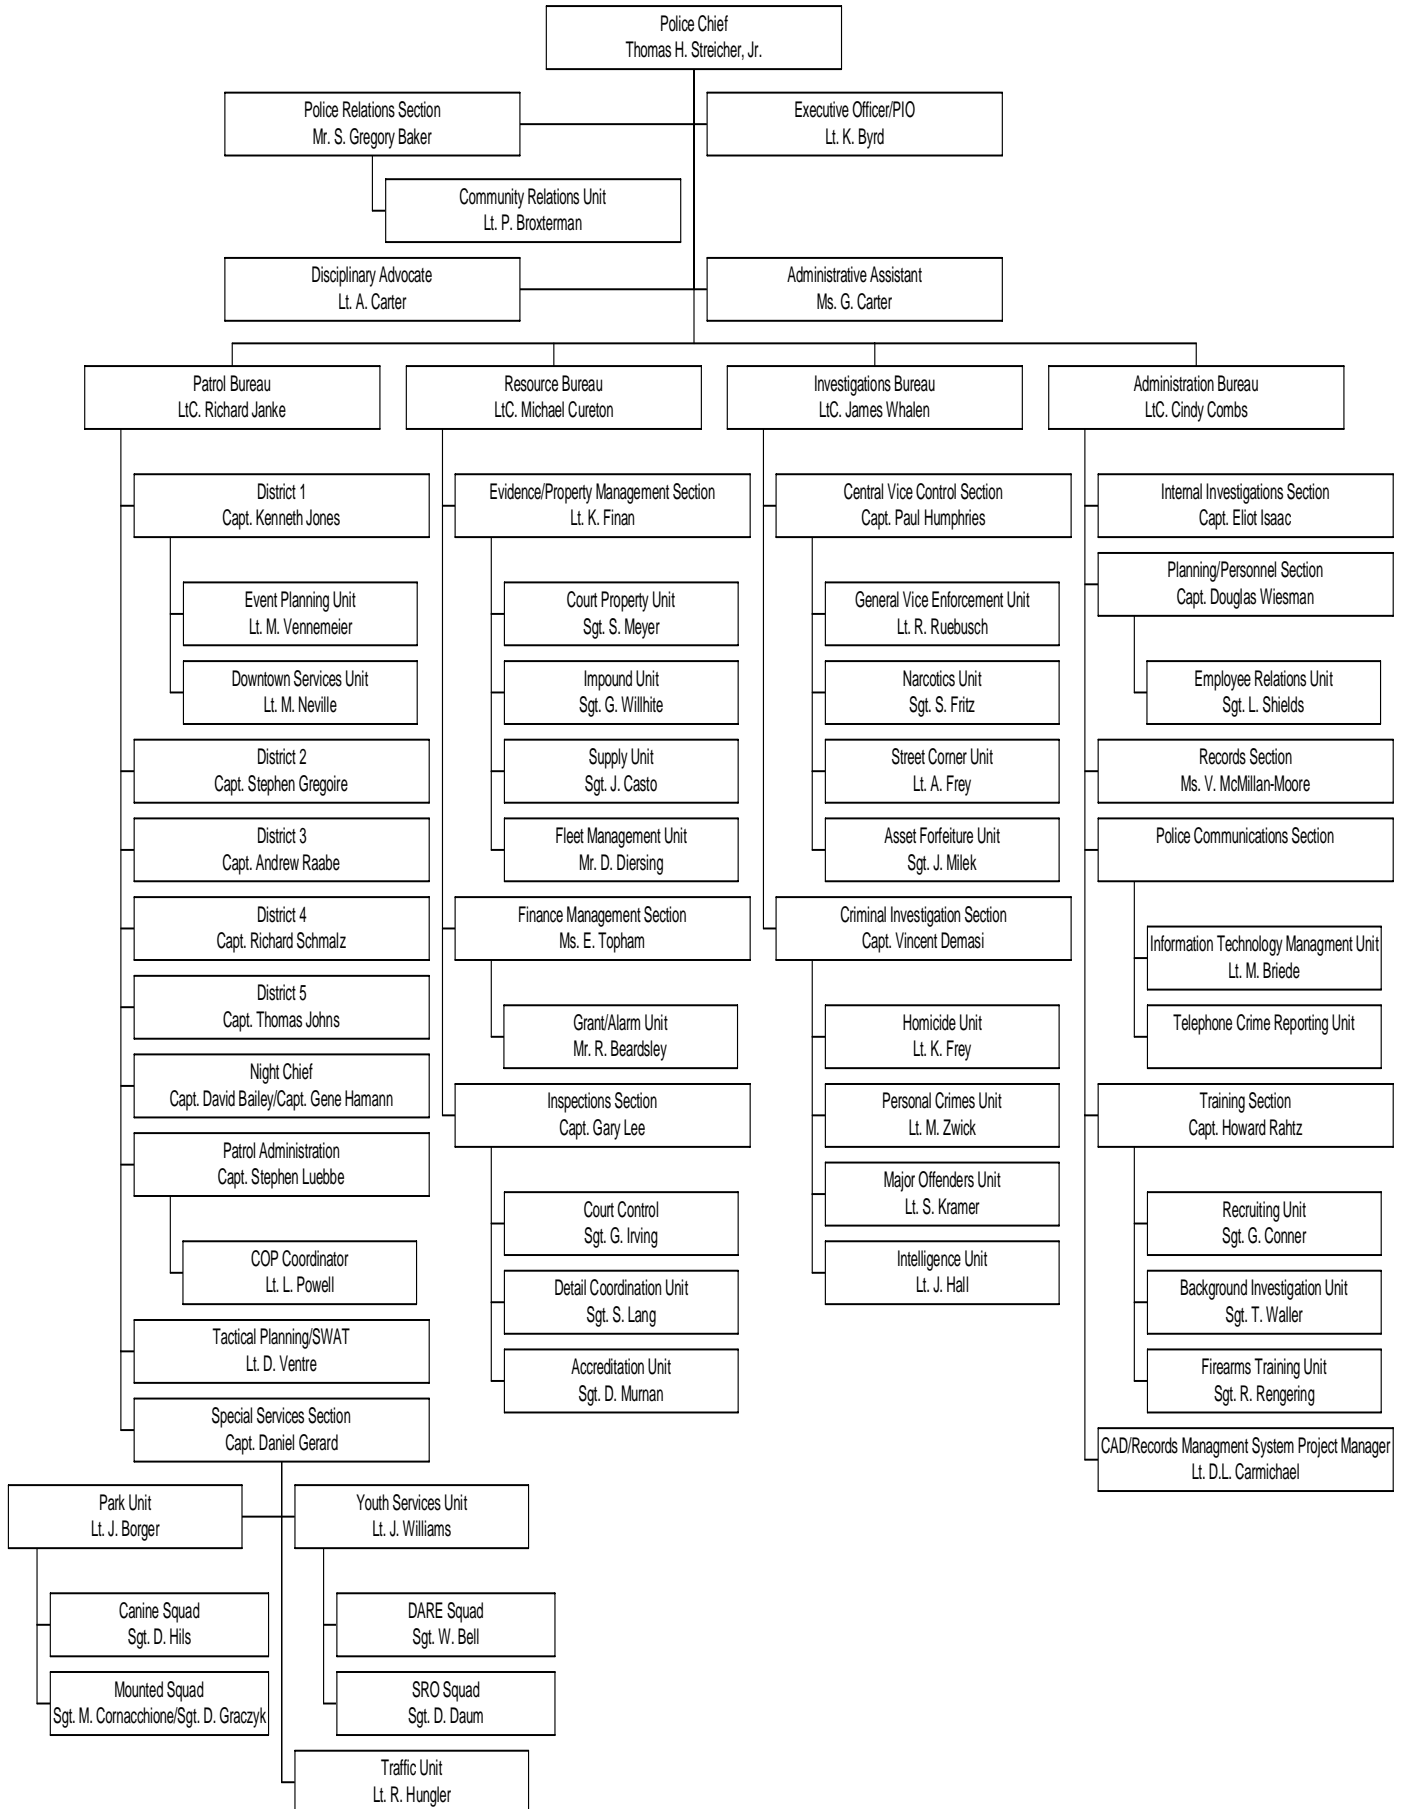 Police Chief
Thomas H. Streicher, Jr.
Police Relations Section
Mr. S. Gregory Baker
Executive Officer/PIO
Lt. K. Byrd
Community Relations Unit
Lt. P. Broxterman
Disciplinary Advocate
Lt. A. Carter
Administrative Assistant
Ms. G. Carter
Patrol Bureau
LtC. Richard Janke
District 1
Capt. Kenneth Jones
Event Planning Unit
Lt. M. Vennemeier
Downtown Services Unit
Lt. M. Neville
District 2
Capt. Stephen Gregoire
District 3
Capt. Andrew Raabe
District 4
Capt. Richard Schmalz
District 5
Capt. Thomas Johns
Night Chief
Capt. David Bailey/Capt. Gene Hamann
Patrol Administration
Capt. Stephen Luebbe
COP Coordinator
Lt. L. Powell
Tactical Planning/SWAT
Lt. D. Ventre
Special Services Section
Capt. Daniel Gerard
Park Unit
Lt. J. Borger
Canine Squad
Sgt. D. Hils
Mounted Squad
Sgt. M. Cornacchione/Sgt. D. Graczyk
Youth Services Unit
Lt. J. Williams
DARE Squad
Sgt. W. Bell
SRO Squad
Sgt. D. Daum
Traffic Unit
Lt. R. Hungler
Resource Bureau
LtC. Michael Cureton
Evidence/Property Management Section
Lt. K. Finan
Court Property Unit
Sgt. S. Meyer
Impound Unit
Sgt. G. Willhite
Supply Unit
Sgt. J. Casto
Fleet Management Unit
Mr. D. Diersing
Finance Management Section
Ms. E. Topham
Grant/Alarm Unit
Mr. R. Beardsley
Inspections Section
Capt. Gary Lee
Court Control
Sgt. G. Irving
Detail Coordination Unit
Sgt. S. Lang
Accreditation Unit
Sgt. D. Murnan
Investigations Bureau
LtC. James Whalen
Central Vice Control Section
Capt. Paul Humphries
General Vice Enforcement Unit
Lt. R. Ruebusch
Narcotics Unit
Sgt. S. Fritz
Street Corner Unit
Lt. A. Frey
Asset Forfeiture Unit
Sgt. J. Milek
Criminal Investigation Section
Capt. Vincent Demasi
Homicide Unit
Lt. K. Frey
Personal Crimes Unit
Lt. M. Zwick
Major Offenders Unit
Lt. S. Kramer
Intelligence Unit
Lt. J. Hall
Administration Bureau
LtC. Cindy Combs
Internal Investigations Section
Capt. Eliot Isaac
Planning/Personnel Section
Capt. Douglas Wiesman
Employee Relations Unit
Sgt. L. Shields
Records Section
Ms. V. McMillan-Moore
Police Communications Section
Information Technology Managment Unit
Lt. M. Briede
Telephone Crime Reporting Unit
Training Section
Capt. Howard Rahtz
Recruiting Unit
Sgt. G. Conner
Background Investigation Unit
Sgt. T. Waller
Firearms Training Unit
Sgt. R. Rengering
CAD/Records Managment System Project Manager
Lt. D.L. Carmichael